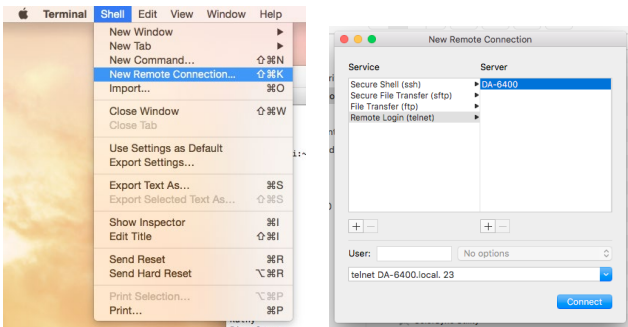 Terminal Shell Edit View Window Help
New Window ▶
New Tab ▶
New Command... ⇧⌘N
New Remote Connection... ⇧⌘K
Import... ⌘O
Close Window ⇧⌘W
Close Tab
Use Settings as Default
Export Settings...
Export Text As... ⌘S
Export Selected Text As... ⇧⌘S
Show Inspector ⌘I
Edit Title ⇧⌘I
Send Reset ⌘R
Send Hard Reset ⌥⌘R
Print Selection... ⌥⌘P
Print... ⌘P
i:~
New Remote Connection
Service Server
Secure Shell (ssh) ▶ DA-6400
Secure File Transfer (sftp) ▶
File Transfer (ftp) ▶
Remote Login (telnet) ▶
+ − + −
User: No options
telnet DA-6400.local. 23
Connect